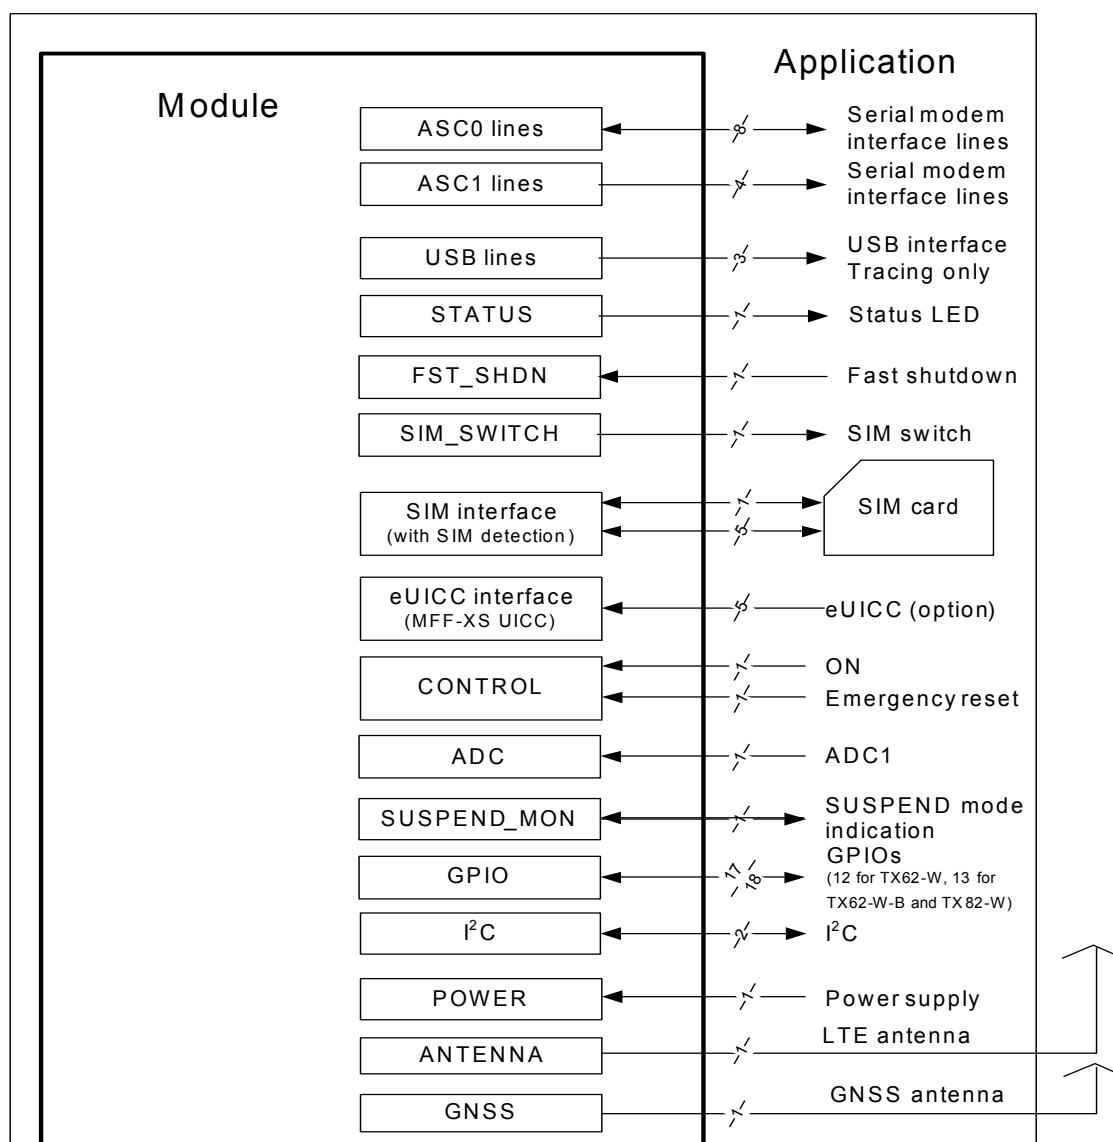 Application
Module
ASC0 lines
8
Serial modem
interface lines
ASC1 lines
4
Serial modem
interface lines
USB lines
3
USB interface
Tracing only
STATUS
1
Status LED
FST_SHDN
1
Fast shutdown
SIM_SWITCH
1
SIM switch
SIM interface
(with SIM detection)
1
5
SIM card
eUICC interface
(MFF-XS UICC)
5
eUICC (option)
CONTROL
1
ON
1
Emergency reset
ADC
1
ADC1
SUSPEND_MON
1
SUSPEND mode
indication
GPIO
17
18
GPIOs
(12 for TX62-W, 13 for
TX62-W-B and TX82-W)
I²C
2
I²C
POWER
1
Power supply
ANTENNA
1
LTE antenna
GNSS
1
GNSS antenna